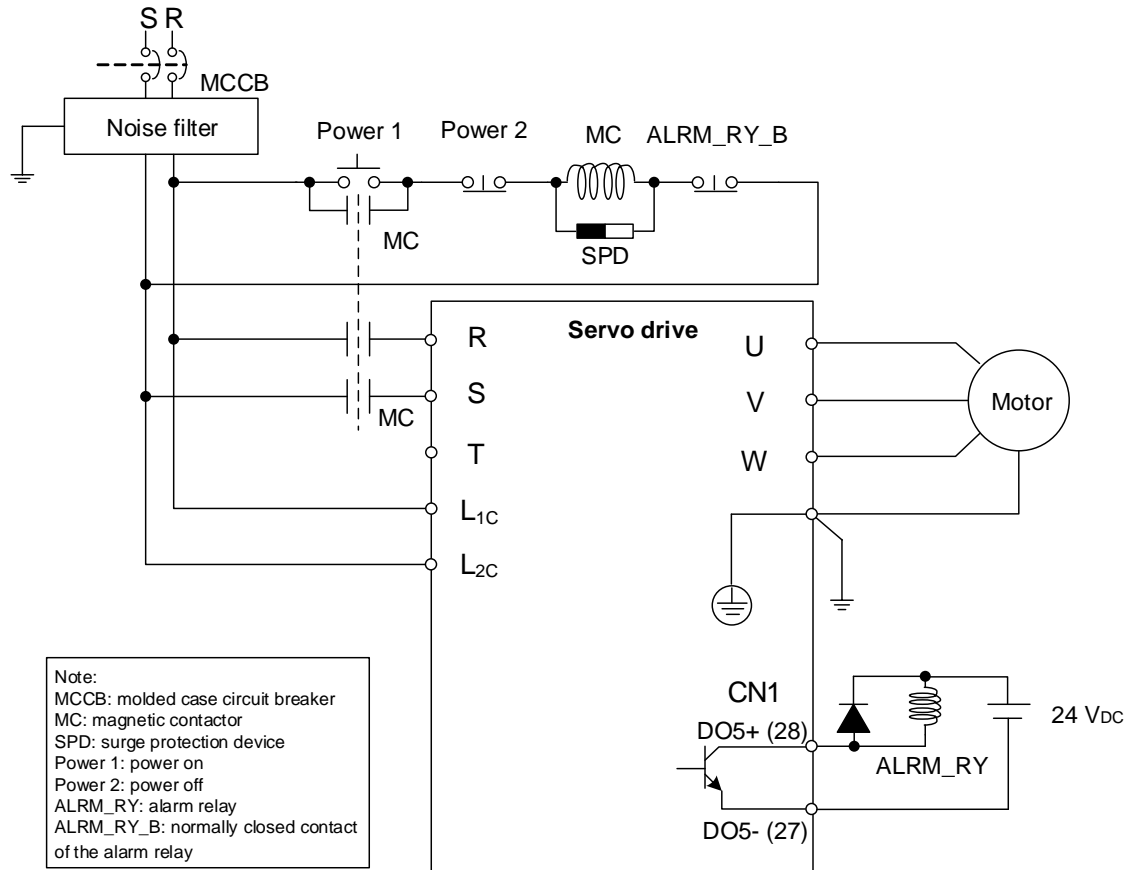 S R
MCCB
Noise filter
Power 1
Power 2
MC
ALRM_RY_B
MC
SPD
Servo drive
R
S
MC
T
L1C
L2C
U
V
W
Motor
CN1
DO5+ (28)
DO5- (27)
ALRM_RY
24 VDC
Note:
MCCB: molded case circuit breaker
MC: magnetic contactor
SPD: surge protection device
Power 1: power on
Power 2: power off
ALRM_RY: alarm relay
ALRM_RY_B: normally closed contact
of the alarm relay